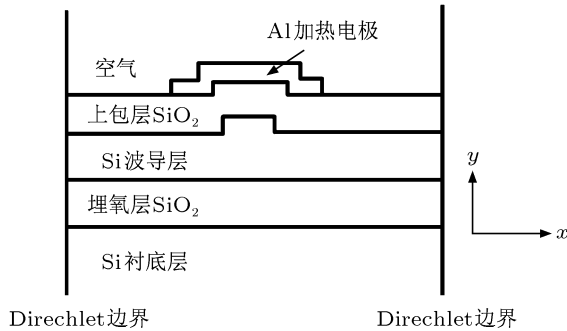 Al加热电极
空气
上包层SiO₂
Si波导层
埋氧层SiO₂
Si衬底层
y
x
Direchlet边界
Direchlet边界